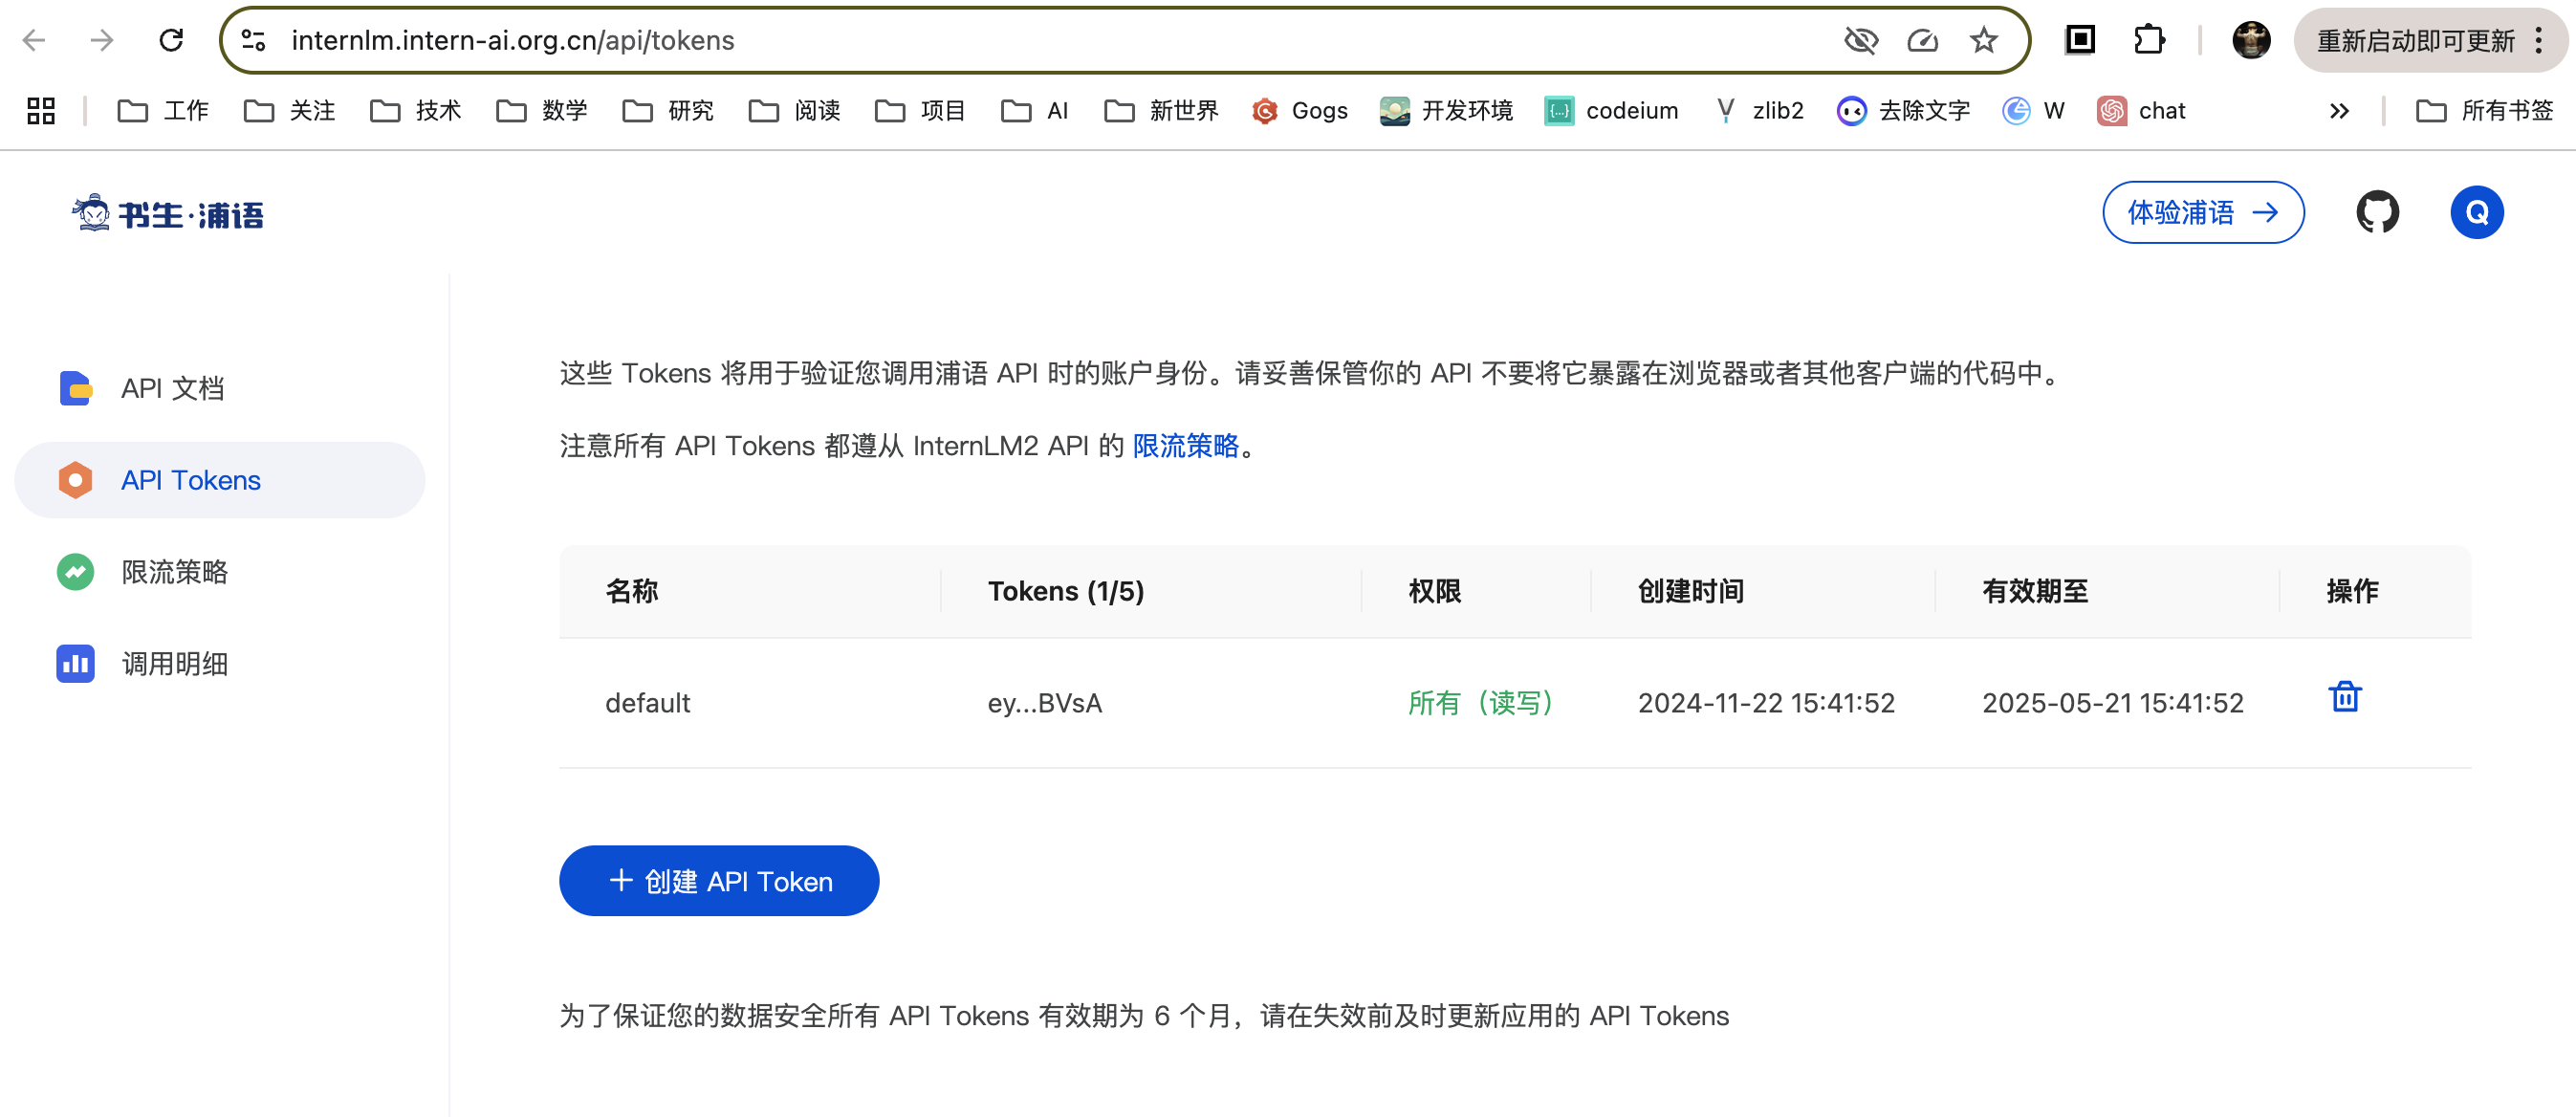 internlm.intern-ai.org.cn/api/tokens
重新启动即可更新
工作 关注 技术 数学 研究 阅读 项目 AI 新世界 Gogs 开发环境 codeium zlib2 去除文字 W chat 所有书签
书生·浦语
体验浦语
Q
API 文档
API Tokens
限流策略
调用明细
这些 Tokens 将用于验证您调用浦语 API 时的账户身份。请妥善保管你的 API 不要将它暴露在浏览器或者其他客户端的代码中。
注意所有 API Tokens 都遵从 InternLM2 API 的 限流策略。
名称 Tokens (1/5) 权限 创建时间 有效期至 操作
default ey...BVsA 所有（读写） 2024-11-22 15:41:52 2025-05-21 15:41:52
+ 创建 API Token
为了保证您的数据安全所有 API Tokens 有效期为 6 个月，请在失效前及时更新应用的 API Tokens